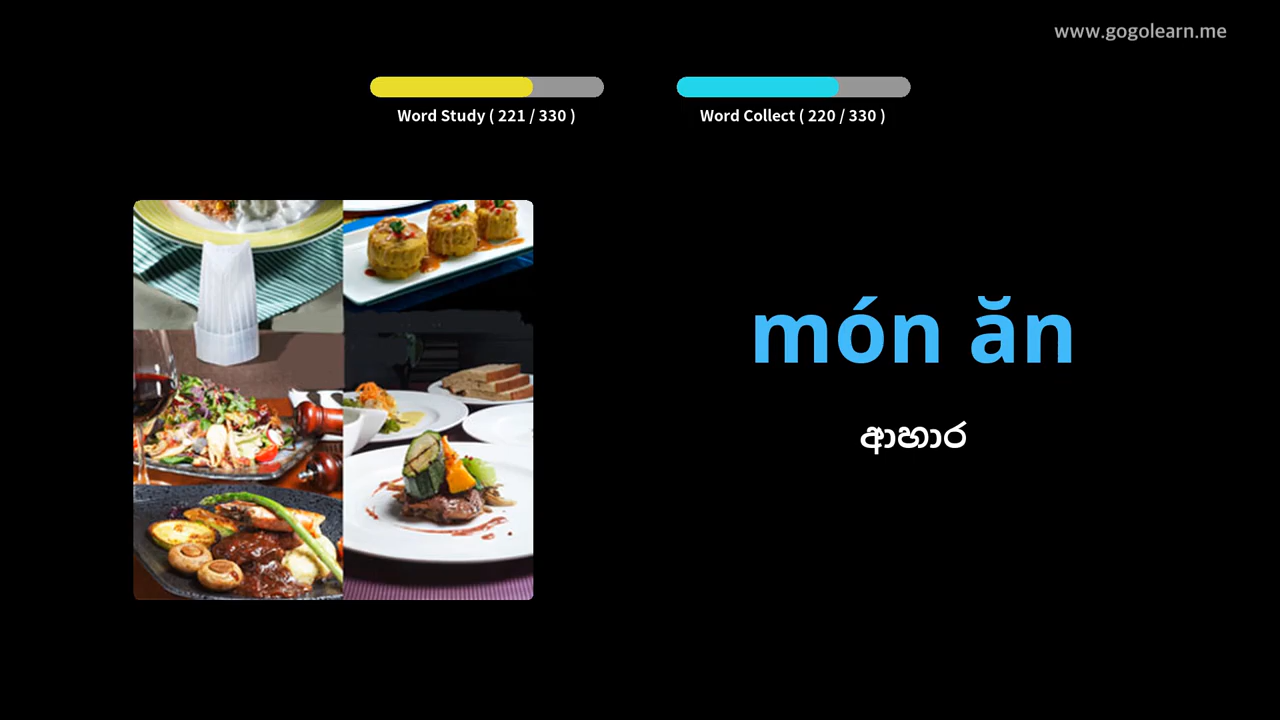 www.gogolearn.me
Word Study ( 221 / 330 )
Word Collect ( 220 / 330 )
món ăn
ආහාර